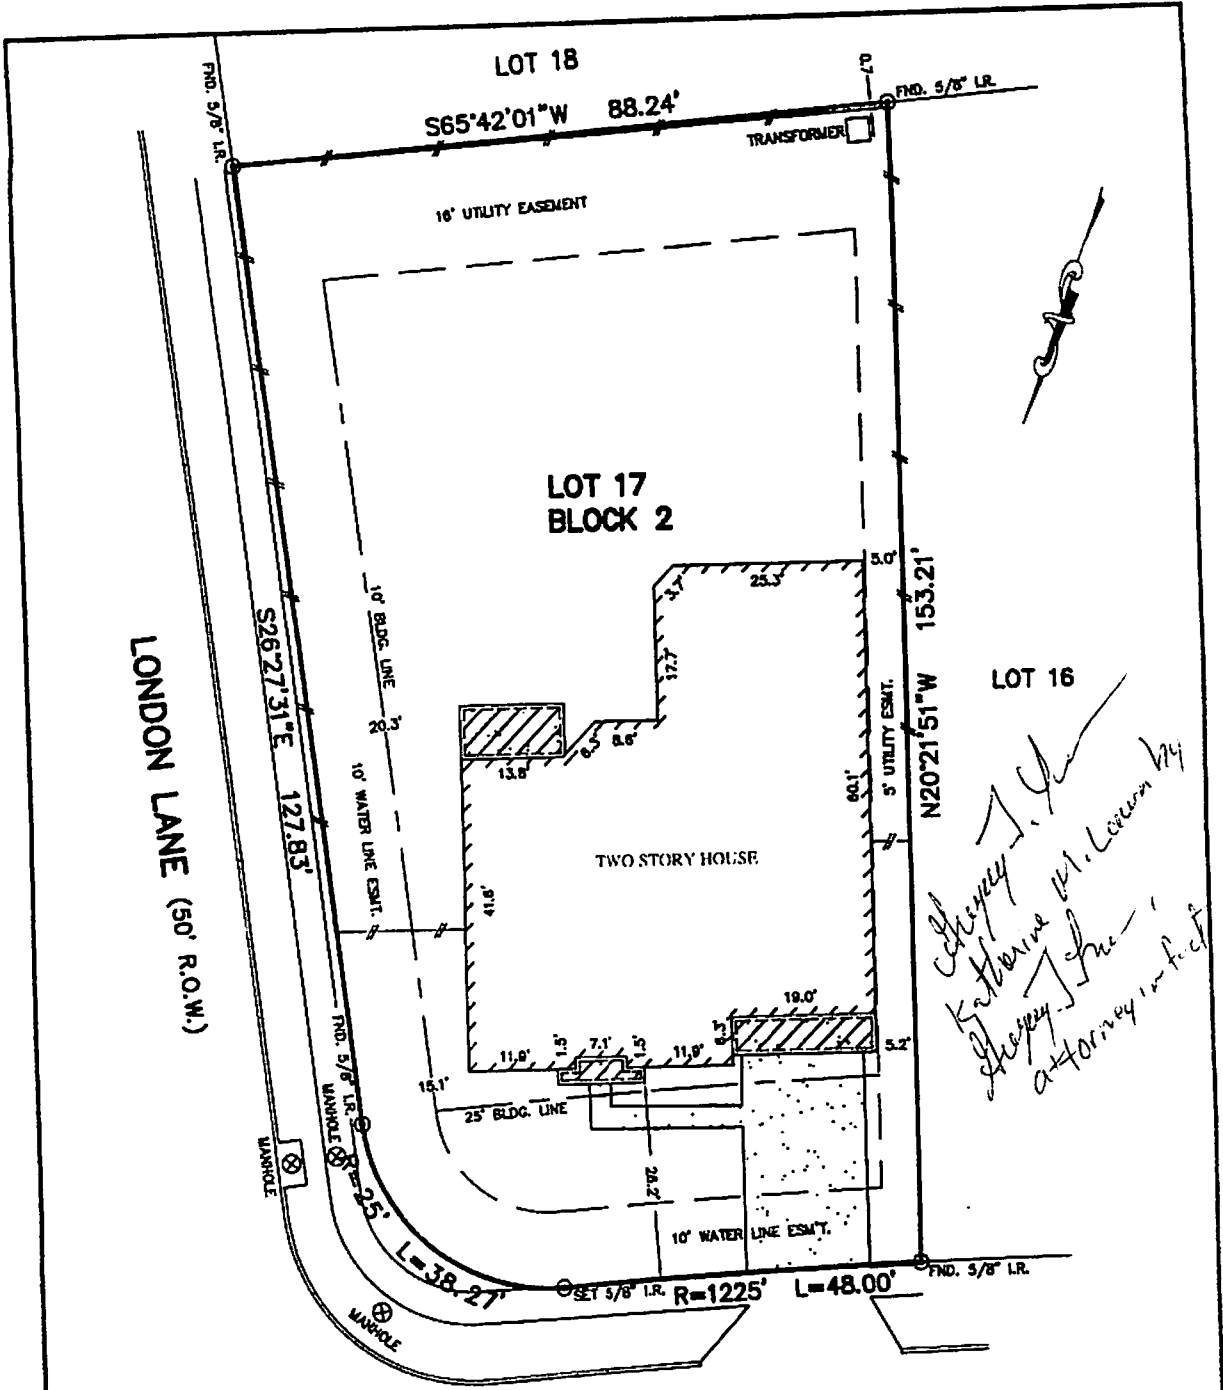 LOT 18
0.7'
FND. 5/8" I.R.
FND. 5/8" I.R.
S65°42'01"W 88.24'
TRANSFORMER
16' UTILITY EASEMENT
LOT 17
BLOCK 2
5.0'
25.3'
3.7'
17.7'
10' BLDG. LINE
S26°27'31"E 127.83'
LONDON LANE (50' R.O.W.)
N20°21'51"W 153.21'
LOT 16
5' UTILITY ESMT.
60.1'
20.3'
8.6'
6.5'
13.8'
10' WATER LINE ESMT.
TWO STORY HOUSE
41.6'
19.0'
6.3'
5.2'
11.9'
1.5'
7.1'
1.5'
11.9'
15.1'
25' BLDG. LINE
FND. 5/8" I.R.
MANHOLE
MANHOLE
R=25' L=38.27'
26.2'
10' WATER LINE ESM'T.
MANHOLE
SET 5/8" I.R.
R=1225' L=48.00'
FND. 5/8" I.R.
Katherine M. by
attorney in fact